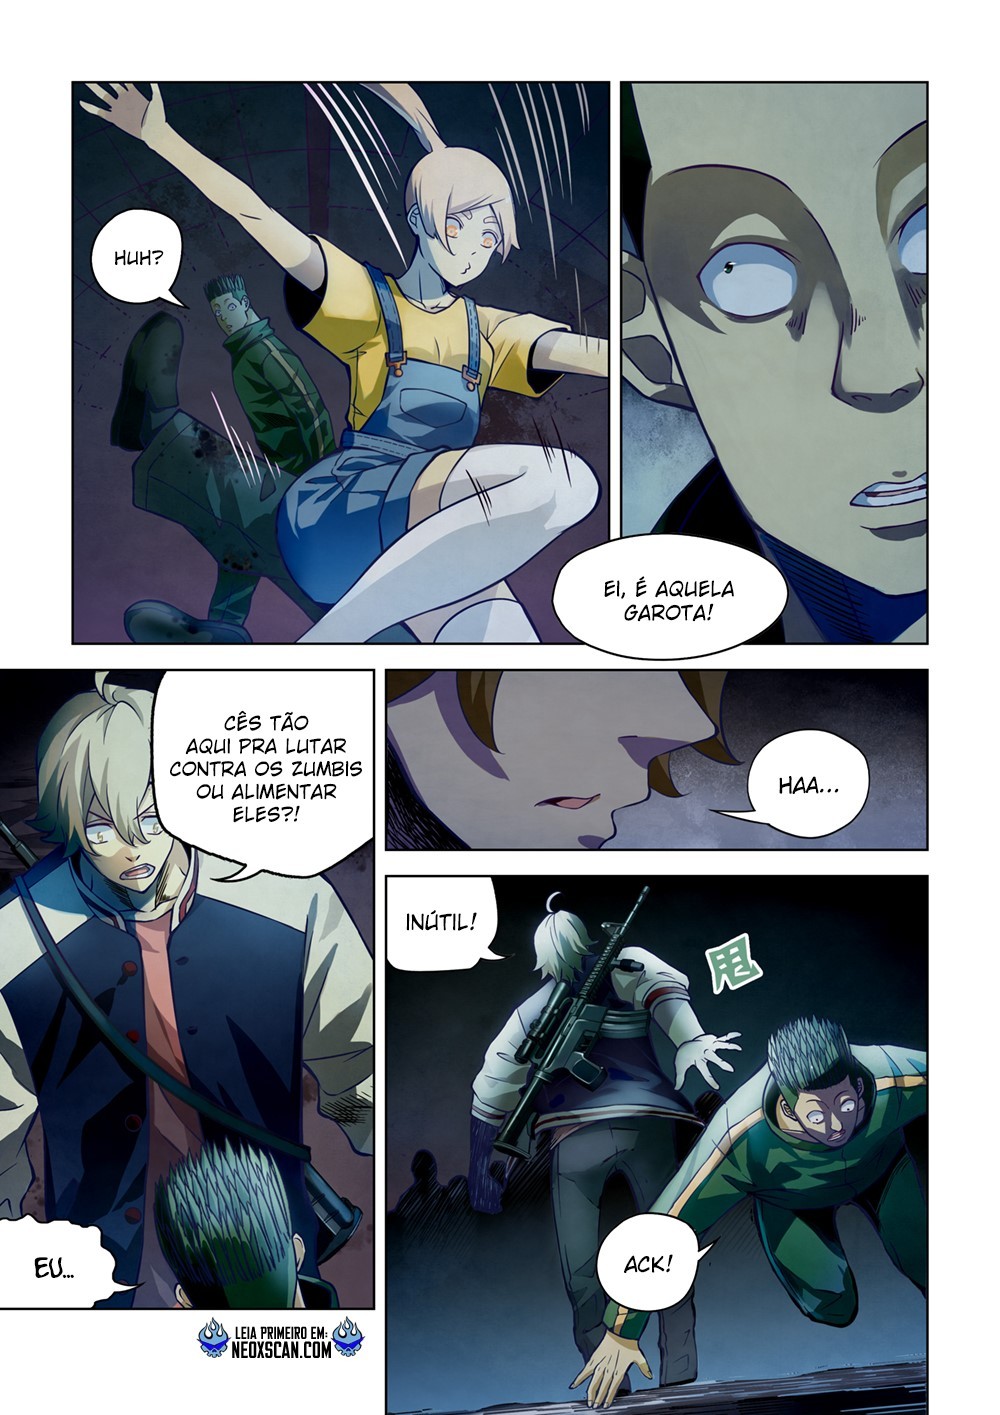 HUH?
EI, É AQUELA
GAROTA!
CÊS TÃO
AQUI PRA LUTAR
CONTRA OS ZUMBIS
OU ALIMENTAR
ELES?!
HAA...
EU...
INÚTIL!
甩
ACK!
LEIA PRIMEIRO EM:
NEOXSCAN.COM